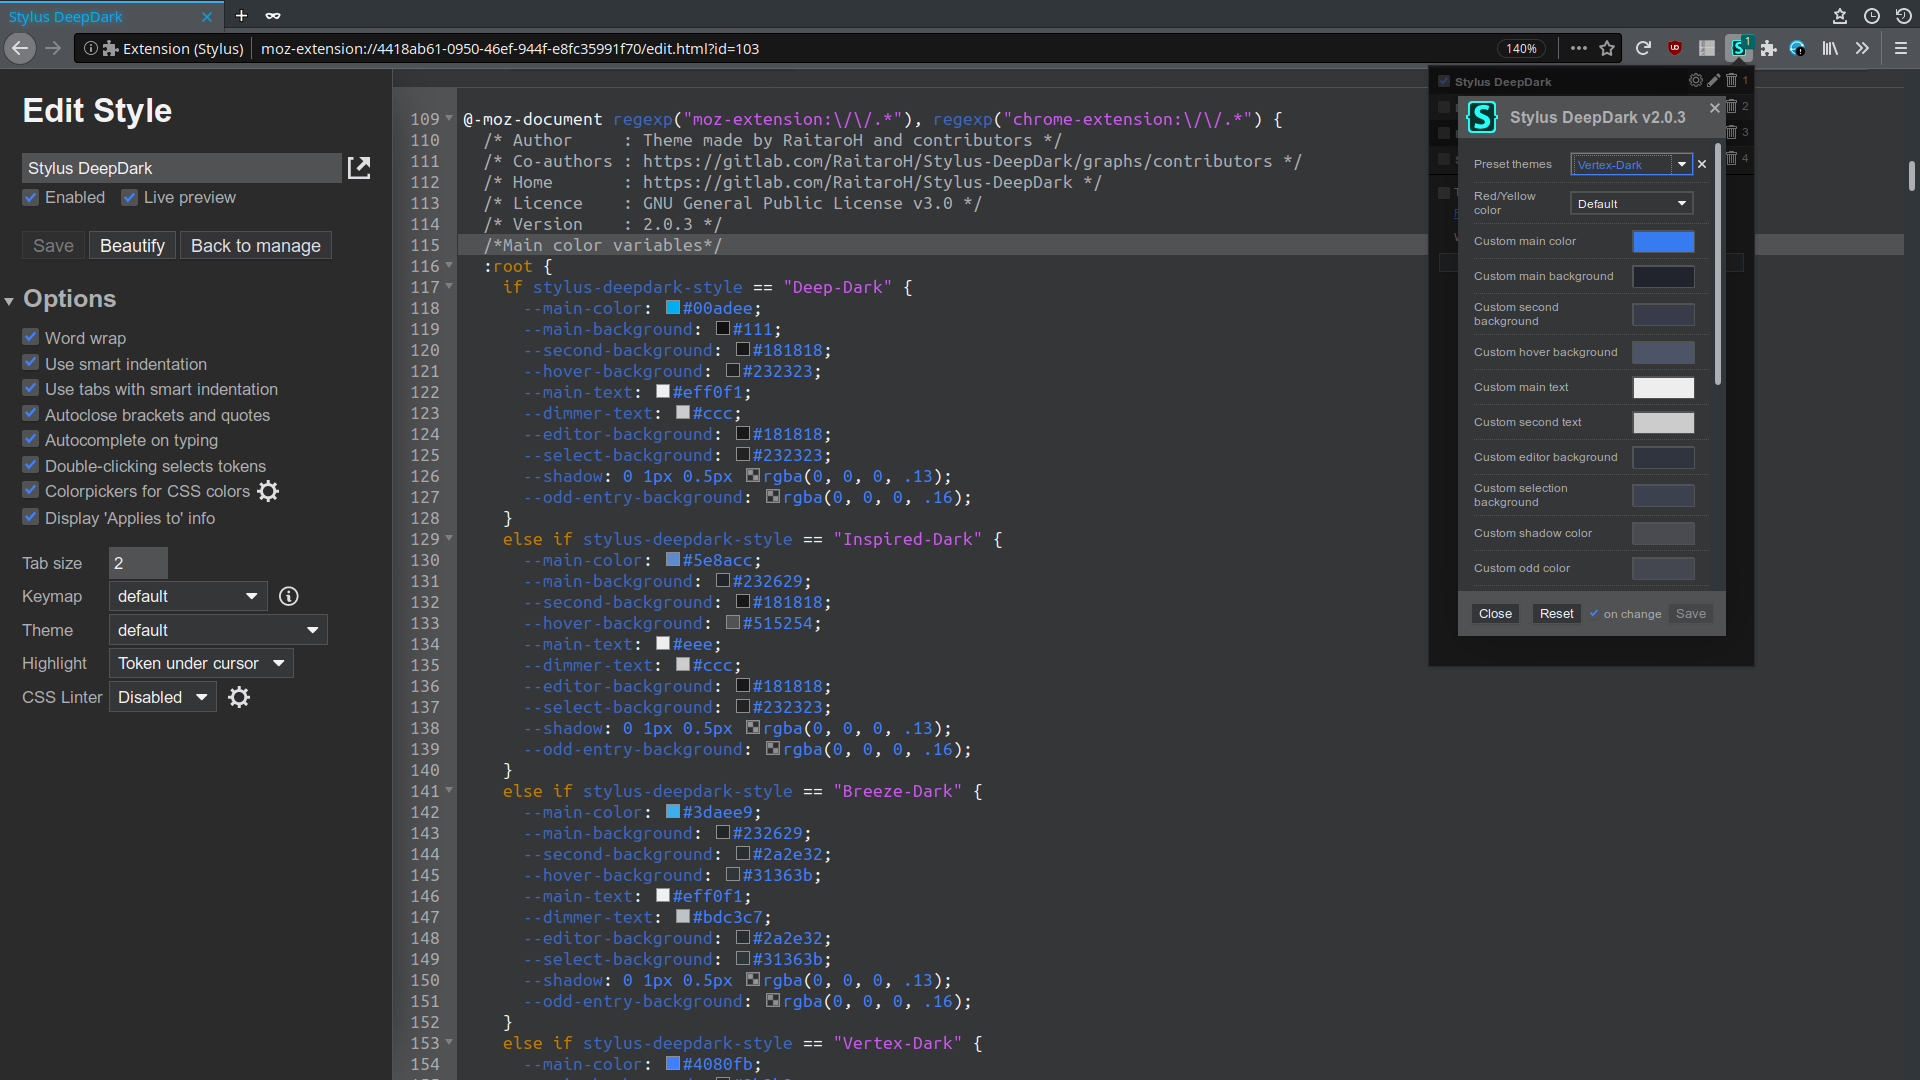 Stylus DeepDark
Extension (Stylus)
moz-extension://4418ab61-0950-46ef-944f-e8fc35991f70/edit.html?id=103
140%
1
Edit Style
Stylus DeepDark
Enabled
Live preview
Save
Beautify
Back to manage
Options
Word wrap
Use smart indentation
Use tabs with smart indentation
Autoclose brackets and quotes
Autocomplete on typing
Double-clicking selects tokens
Colorpickers for CSS colors
Display 'Applies to' info
Tab size 2
Keymap default
Theme default
Highlight Token under cursor
CSS Linter Disabled
109 @-moz-document regexp("moz-extension:\/\/.*"), regexp("chrome-extension:\/\/.*") {
110 /* Author : Theme made by RaitaroH and contributors */
111 /* Co-authors : https://gitlab.com/RaitaroH/Stylus-DeepDark/graphs/contributors */
112 /* Home : https://gitlab.com/RaitaroH/Stylus-DeepDark */
113 /* Licence : GNU General Public License v3.0 */
114 /* Version : 2.0.3 */
115 /*Main color variables*/
116 :root {
117 if stylus-deepdark-style == "Deep-Dark" {
118 --main-color: #00adee;
119 --main-background: #111;
120 --second-background: #181818;
121 --hover-background: #232323;
122 --main-text: #eff0f1;
123 --dimmer-text: #ccc;
124 --editor-background: #181818;
125 --select-background: #232323;
126 --shadow: 0 1px 0.5px rgba(0, 0, 0, .13);
127 --odd-entry-background: rgba(0, 0, 0, .16);
128 }
129 else if stylus-deepdark-style == "Inspired-Dark" {
130 --main-color: #5e8acc;
131 --main-background: #232629;
132 --second-background: #181818;
133 --hover-background: #515254;
134 --main-text: #eee;
135 --dimmer-text: #ccc;
136 --editor-background: #181818;
137 --select-background: #232323;
138 --shadow: 0 1px 0.5px rgba(0, 0, 0, .13);
139 --odd-entry-background: rgba(0, 0, 0, .16);
140 }
141 else if stylus-deepdark-style == "Breeze-Dark" {
142 --main-color: #3daee9;
143 --main-background: #232629;
144 --second-background: #2a2e32;
145 --hover-background: #31363b;
146 --main-text: #eff0f1;
147 --dimmer-text: #bdc3c7;
148 --editor-background: #2a2e32;
149 --select-background: #31363b;
150 --shadow: 0 1px 0.5px rgba(0, 0, 0, .13);
151 --odd-entry-background: rgba(0, 0, 0, .16);
152 }
153 else if stylus-deepdark-style == "Vertex-Dark" {
154 --main-color: #4080fb;
Stylus DeepDark 1
2
3
4
Stylus DeepDark v2.0.3
Preset themes Vertex-Dark
Red/Yellow
color
Default
Custom main color
Custom main background
Custom second
background
Custom hover background
Custom main text
Custom second text
Custom editor background
Custom selection
background
Custom shadow color
Custom odd color
Close
Reset
on change
Save